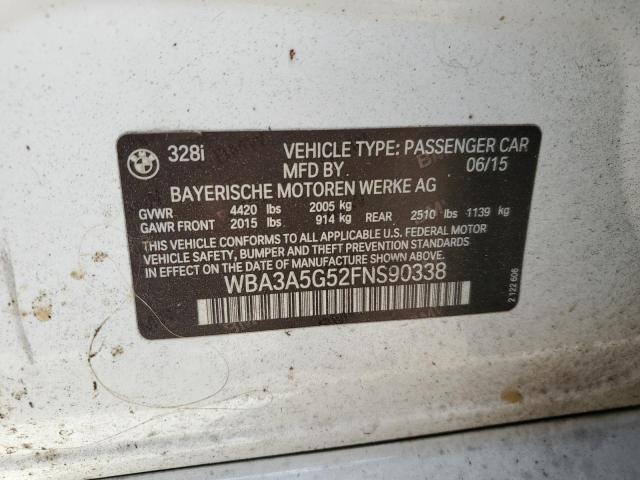 328i VEHICLE TYPE: PASSENGER CAR
MFD BY 06/15
BAYERISCHE MOTOREN WERKE AG
GVWR 4420 lbs 2005 kg
GAWR FRONT 2015 lbs 914 kg REAR 2510 lbs 1139 kg
THIS VEHICLE CONFORMS TO ALL APPLICABLE U.S. FEDERAL MOTOR
VEHICLE SAFETY, BUMPER, AND THEFT PREVENTION STANDARDS
IN EFFECT ON THE DATE OF MANUFACTURE SHOWN ABOVE.
WBA3A5G52FNS90338
2 122 606